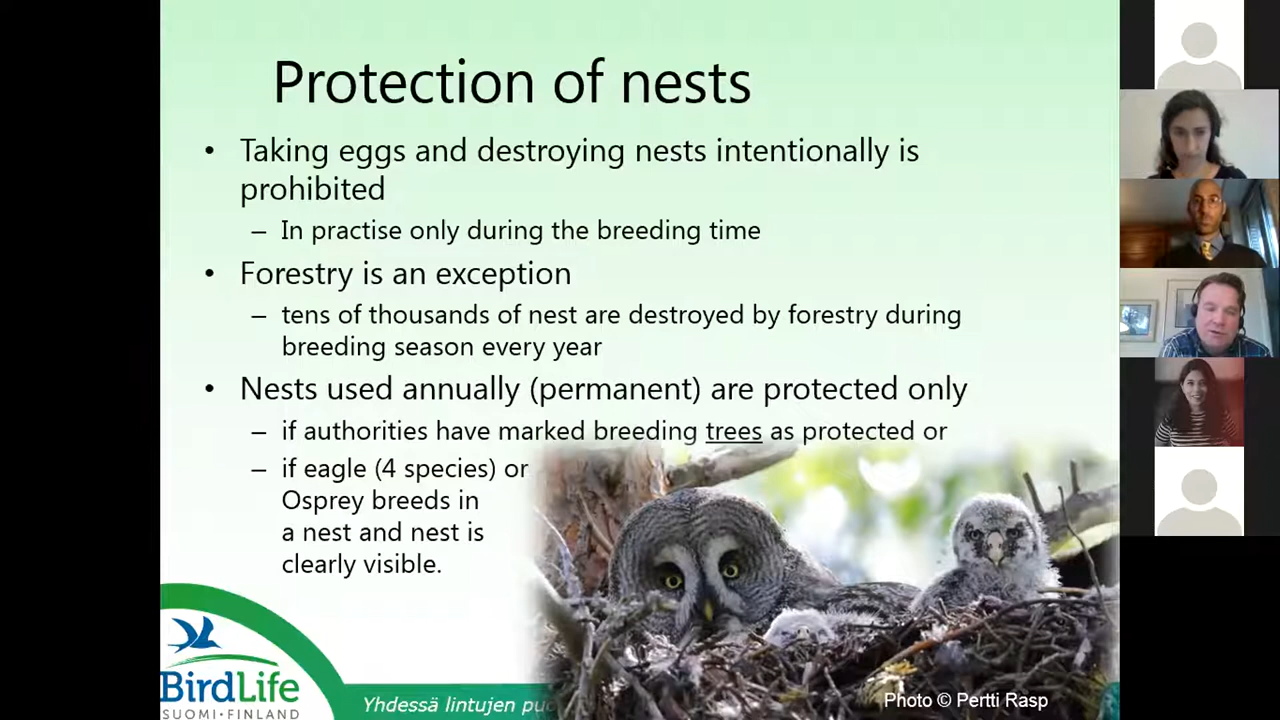 Protection of nests
• Taking eggs and destroying nests intentionally is
prohibited
– In practise only during the breeding time
• Forestry is an exception
– tens of thousands of nest are destroyed by forestry during
breeding season every year
• Nests used annually (permanent) are protected only
– if authorities have marked breeding trees as protected or
– if eagle (4 species) or
Osprey breeds in
a nest and nest is
clearly visible.
BirdLife
SUOMI•FINLAND
Yhdessä lintujen
Photo © Pertti Rasp